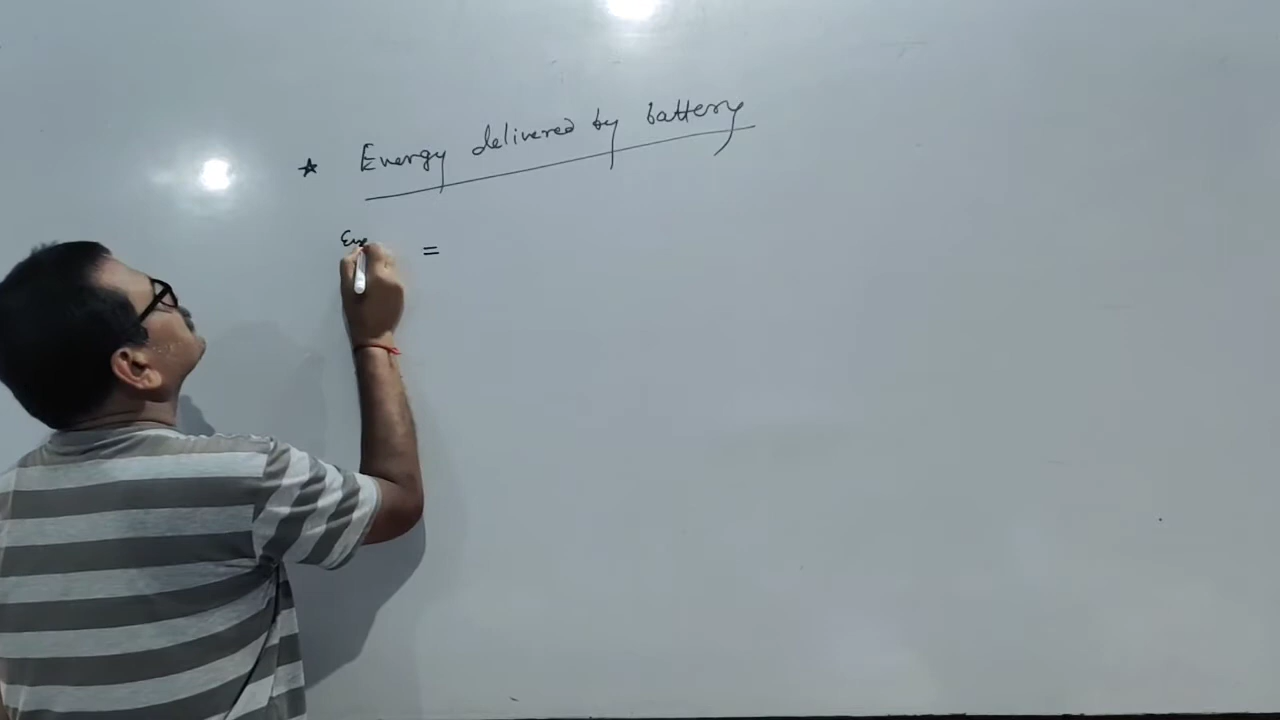 ★ Energy delivered by battery
=